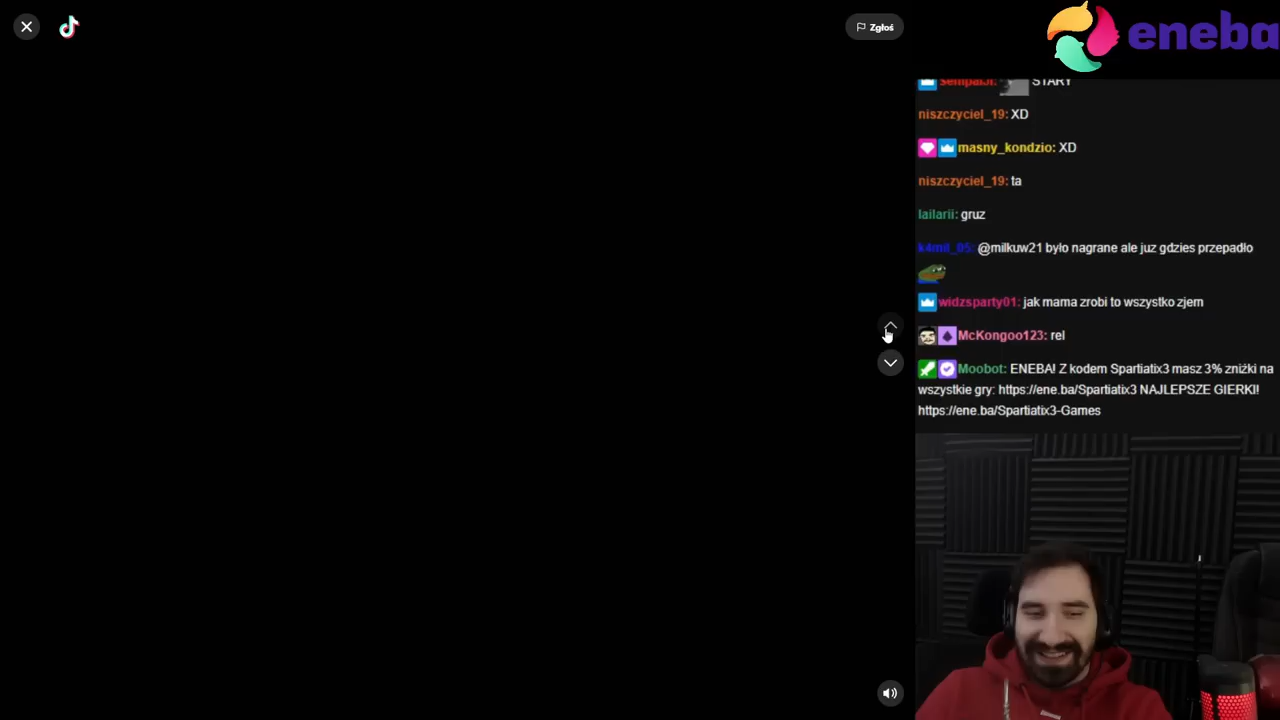 Zgłoś
eneba
sempaiJI: STARY
niszczyciel_19: XD
masny_kondzio: XD
niszczyciel_19: ta
lailarii: gruz
k4mil_05: @milkuw21 było nagrane ale juz gdzies przepadło
widzsparty01: jak mama zrobi to wszystko zjem
McKongoo123: rel
Moobot: ENEBA! Z kodem Spartiatix3 masz 3% zniżki na
wszystkie gry: https://ene.ba/Spartiatix3 NAJLEPSZE GIERKI!
https://ene.ba/Spartiatix3-Games